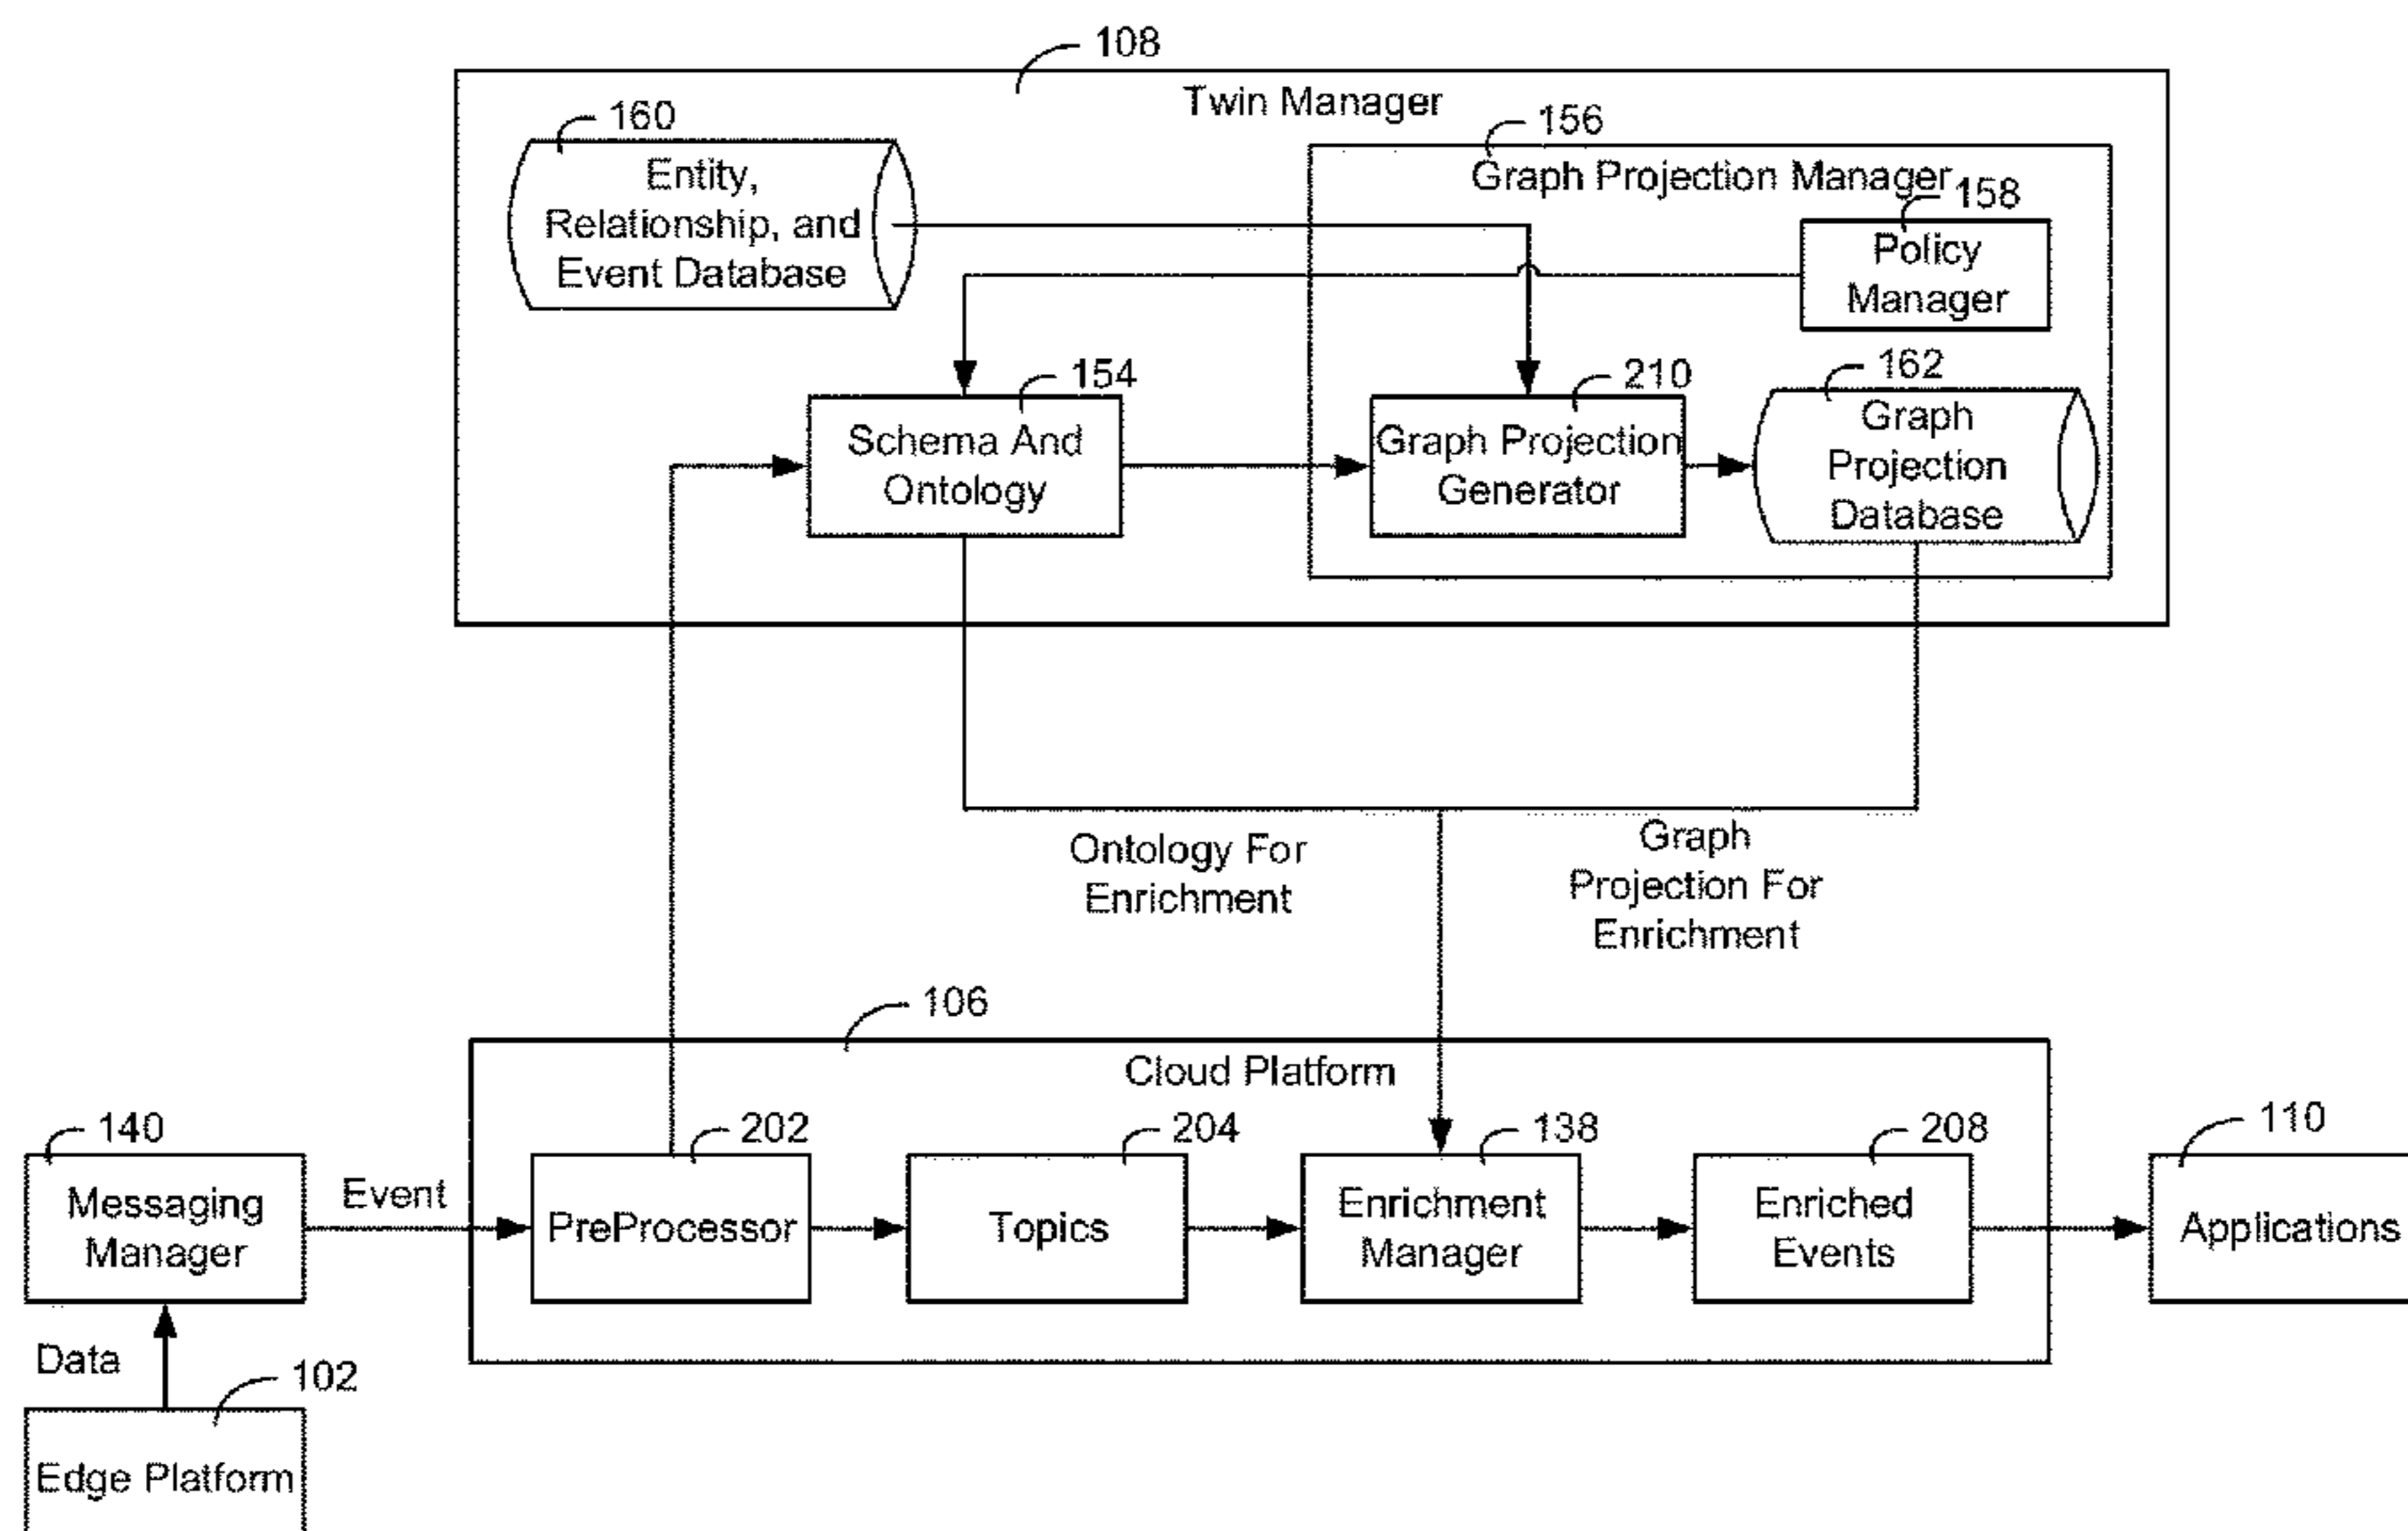 108
Twin Manager
160
Entity,
Relationship, and
Event Database
156
Graph Projection Manager
158
Policy
Manager
154
Schema And
Ontology
210
Graph Projection
Generator
162
Graph
Projection
Database
Ontology For
Enrichment
Graph
Projection For
Enrichment
106
Cloud Platform
140
Messaging
Manager
Event
202
PreProcessor
204
Topics
138
Enrichment
Manager
208
Enriched
Events
110
Applications
Data
102
Edge Platform